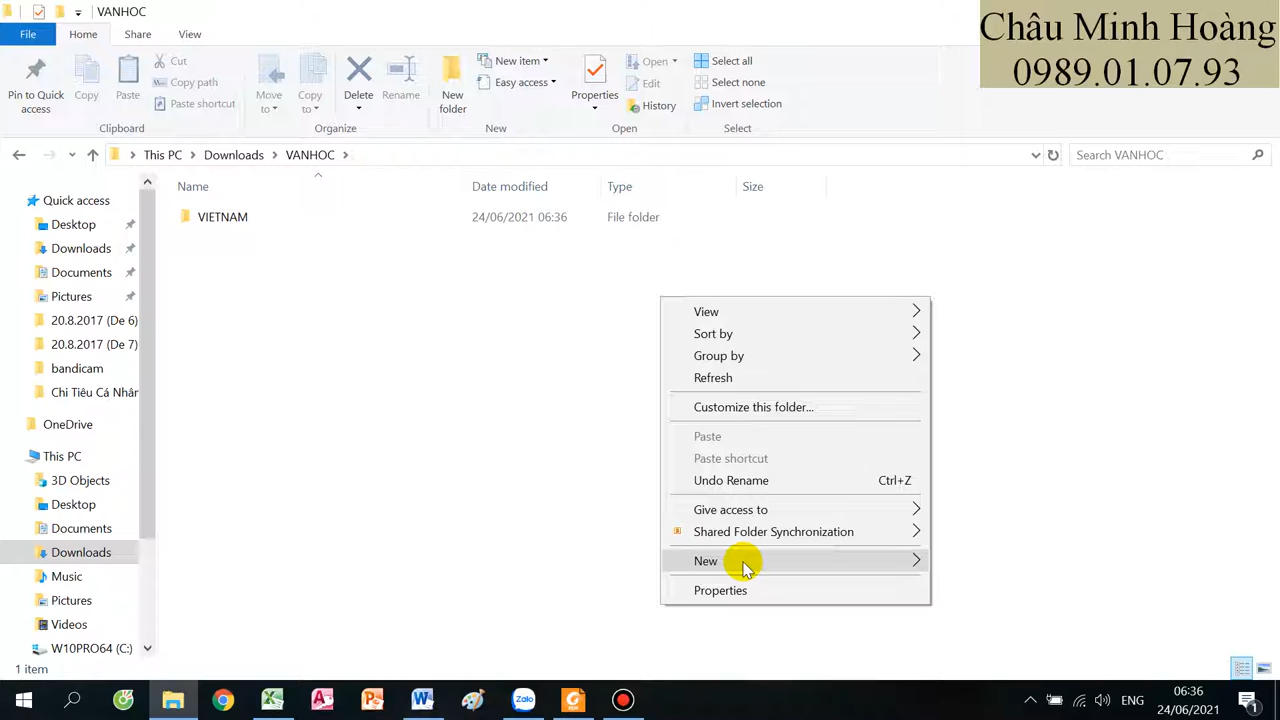 VANHOC
Châu Minh Hoàng
0989.01.07.93
File
Home
Share
View
Pin to Quick access
Copy
Paste
Cut
Copy path
Paste shortcut
Clipboard
Move to
Copy to
Delete
Rename
Organize
New folder
New item
Easy access
New
Properties
Open
Edit
History
Open
Select all
Select none
Invert selection
Select
This PC
Downloads
VANHOC
Search VANHOC
Name
Date modified
Type
Size
VIETNAM
24/06/2021 06:36
File folder
Quick access
Desktop
Downloads
Documents
Pictures
20.8.2017 (De 6)
20.8.2017 (De 7)
bandicam
Chi Tiêu Cá Nhân
OneDrive
This PC
3D Objects
Desktop
Documents
Downloads
Music
Pictures
Videos
W10PRO64 (C:)
View
Sort by
Group by
Refresh
Customize this folder...
Paste
Paste shortcut
Undo Rename Ctrl+Z
Give access to
Shared Folder Synchronization
New
Properties
1 item
Zalo
PDF
ENG
06:36
24/06/2021
1